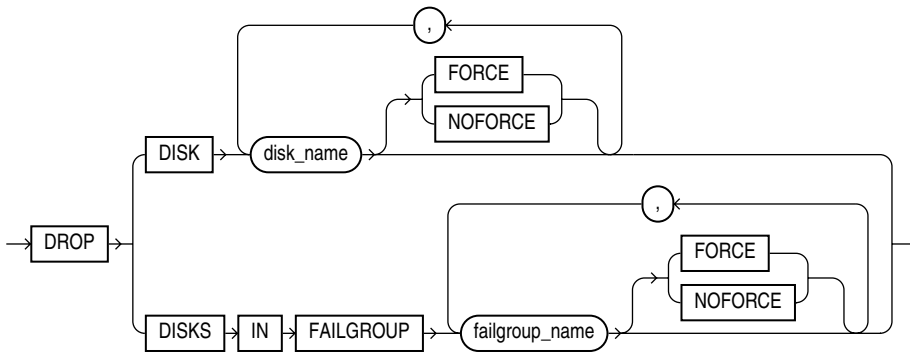 ,
FORCE
NOFORCE
DISK disk_name
,
DROP
FORCE
NOFORCE
DISKS IN FAILGROUP failgroup_name